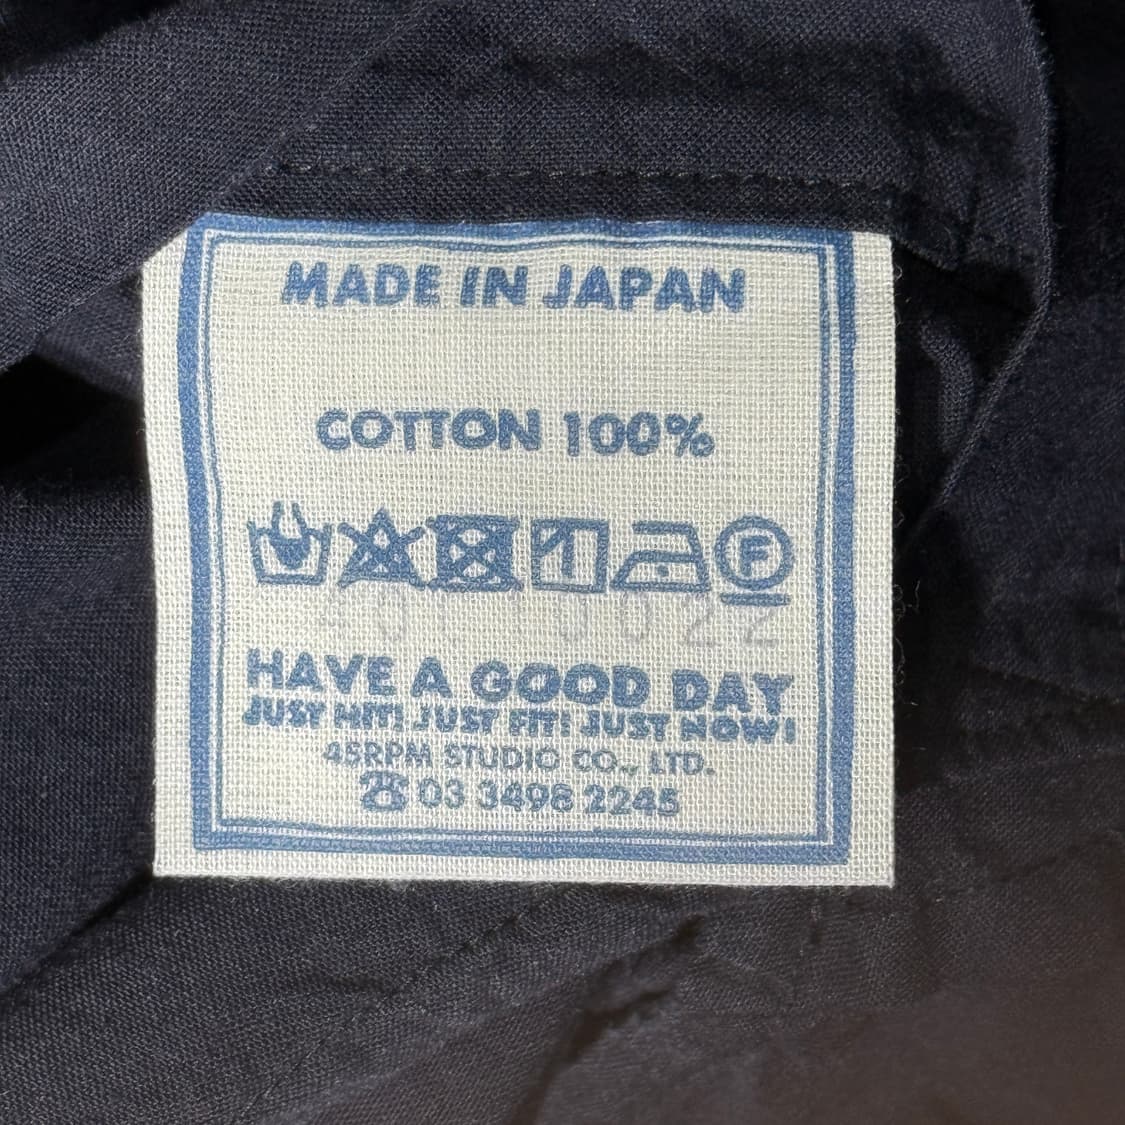 MADE IN JAPAN
COTTON 100%
F
HAVE A GOOD DAY
JUST HIT! JUST FIT! JUST NOW!
45RPM STUDIO CO., LTD.
☎ 03 3498 2245